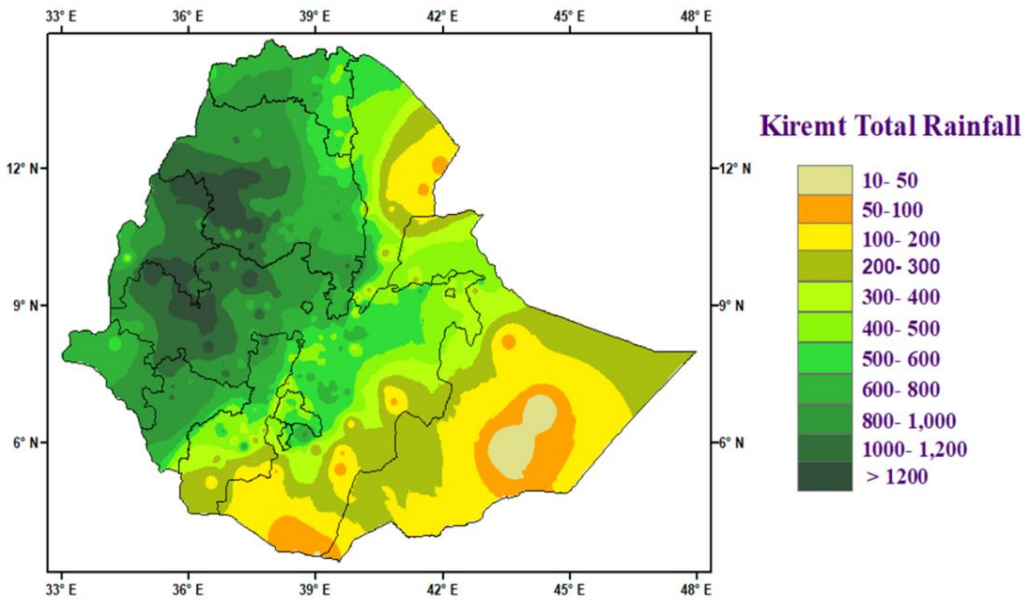 33° E 36° E 39° E 42° E 45° E 48° E
Kiremt Total Rainfall
12° N 12° N
9° N 9° N
6° N 6° N
10- 50
50-100
100- 200
200- 300
300- 400
400- 500
500- 600
600- 800
800- 1,000
1000- 1,200
> 1200
33° E 36° E 39° E 42° E 45° E 48° E